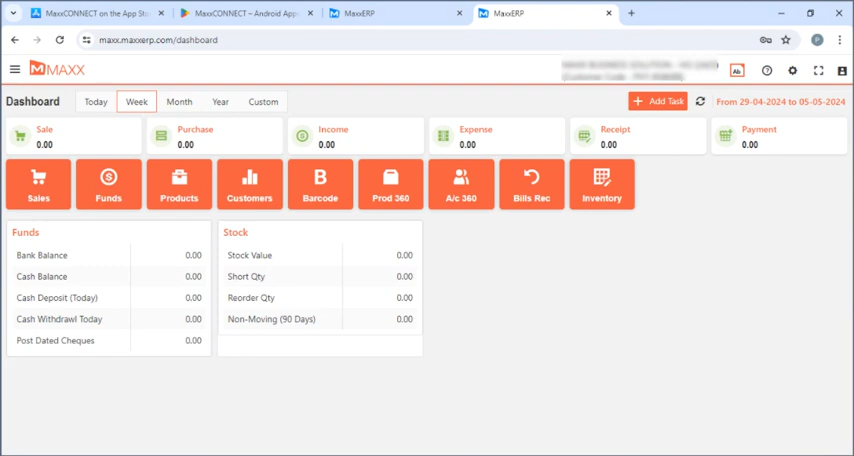 MaxxCONNECT on the App Sto
MaxxCONNECT – Android App
MaxxERP
MaxxERP
maxx.maxxerp.com/dashboard
P
MAXX
Dashboard
Today
Week
Month
Year
Custom
Add Task
From 29-04-2024 to 05-05-2024
Sale
0.00
Purchase
0.00
Income
0.00
Expense
0.00
Receipt
0.00
Payment
0.00
Sales
Funds
Products
Customers
Barcode
Prod 360
A/c 360
Bills Rec
Inventory
Funds
Bank Balance 0.00
Cash Balance 0.00
Cash Deposit (Today) 0.00
Cash Withdrawl Today 0.00
Post Dated Cheques 0.00
Stock
Stock Value 0.00
Short Qty 0.00
Reorder Qty 0.00
Non-Moving (90 Days) 0.00